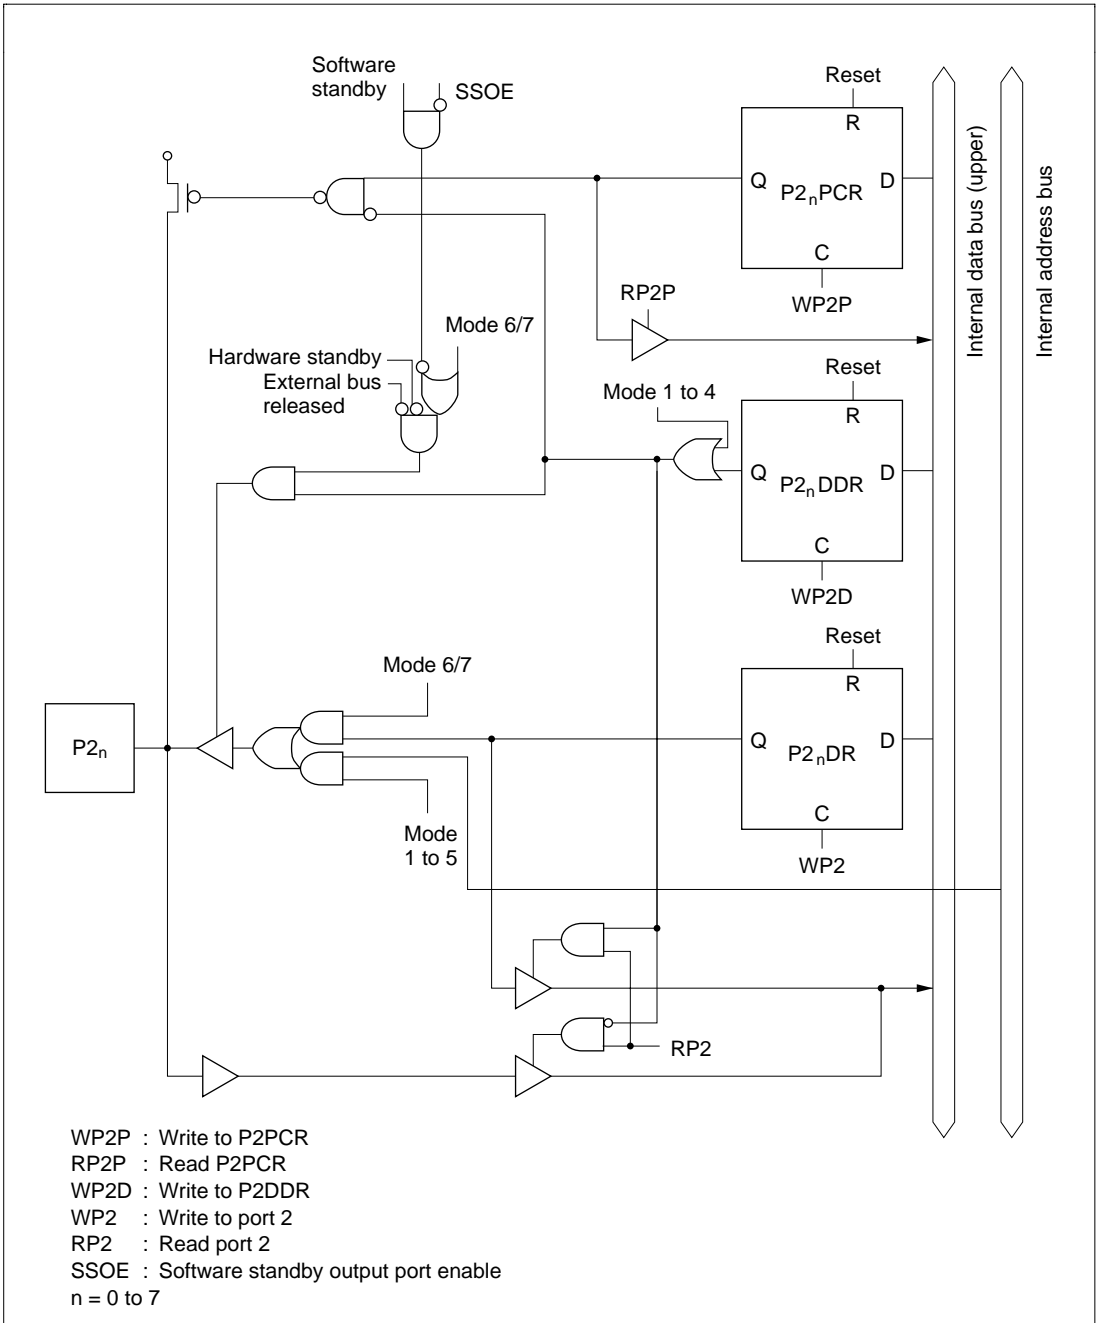 Software
standby
SSOE
Reset
R
Q
P2nPCR
D
C
WP2P
RP2P
Internal data bus (upper)
Internal address bus
Mode 6/7
Hardware standby
External bus
released
Mode 1 to 4
Reset
R
Q
P2nDDR
D
C
WP2D
Reset
R
Q
P2nDR
D
C
WP2
Mode 6/7
P2n
Mode
1 to 5
RP2
WP2P : Write to P2PCR
RP2P : Read P2PCR
WP2D : Write to P2DDR
WP2 : Write to port 2
RP2 : Read port 2
SSOE : Software standby output port enable
n = 0 to 7